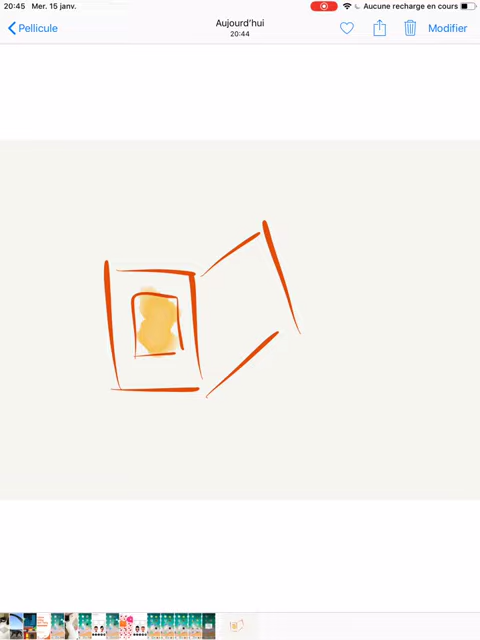 20:45 Mer. 15 janv.
Aucune recharge en cours
Pellicule
Aujourd'hui
20:44
Modifier